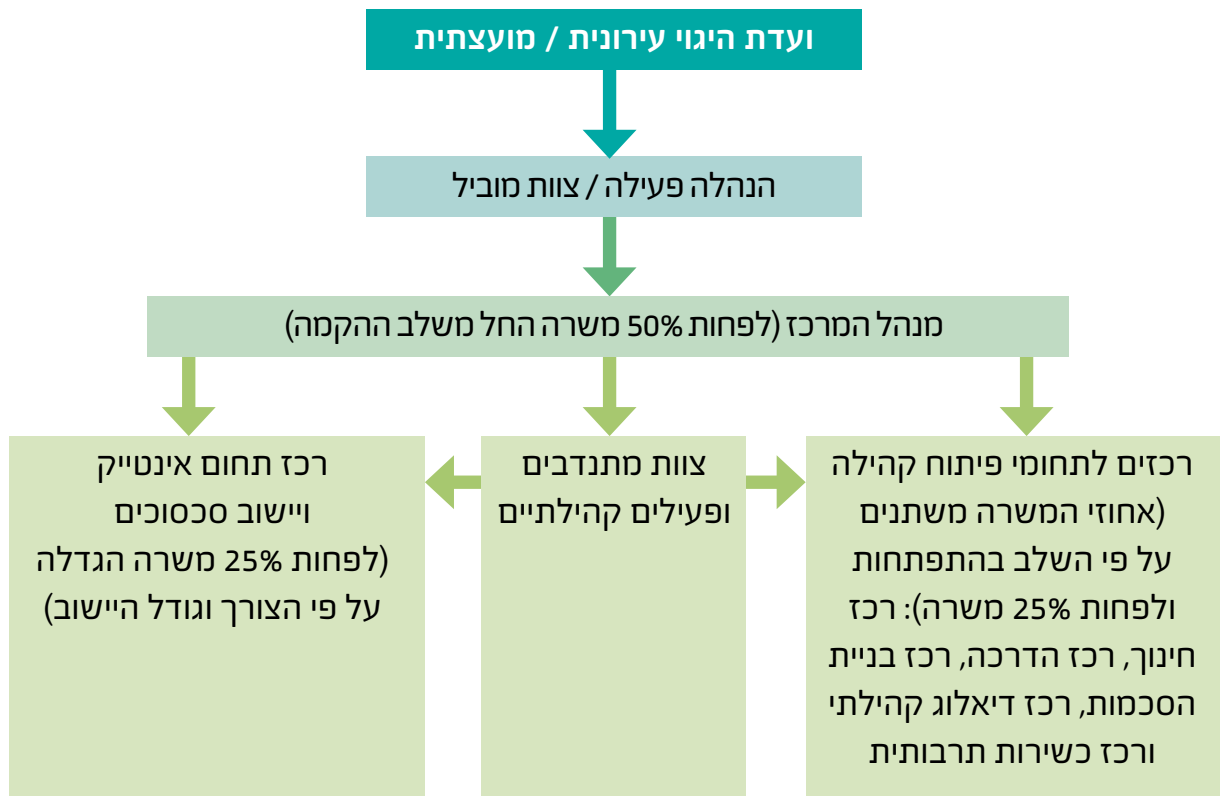 ועדת היגוי עירונית / מועצתית
הנהלה פעילה / צוות מוביל
מנהל המרכז (לפחות 50% משרה החל משלב ההקמה)
רכזים לתחומי פיתוח קהילה
(אחוזי המשרה משתנים
על פי השלב בהתפתחות
ולפחות 25% משרה): רכז
חינוך, רכז הדרכה, רכז בניית
הסכמות, רכז דיאלוג קהילתי
ורכז כשירות תרבותית
צוות מתנדבים
ופעילים קהילתיים
רכז תחום אינטייק
ויישוב סכסוכים
(לפחות 25% משרה הגדלה
על פי הצורך וגודל היישוב)